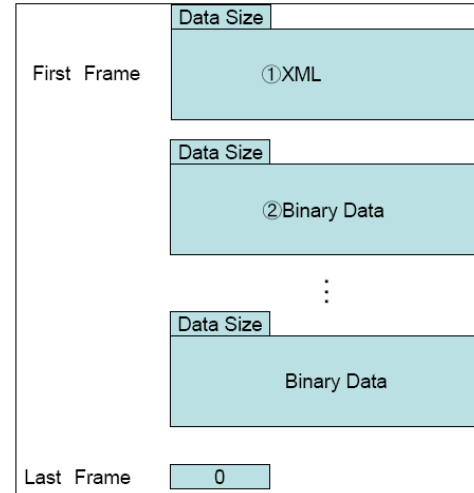 Data Size
First Frame
①XML
Data Size
②Binary Data
⋮
Data Size
Binary Data
Last Frame
0